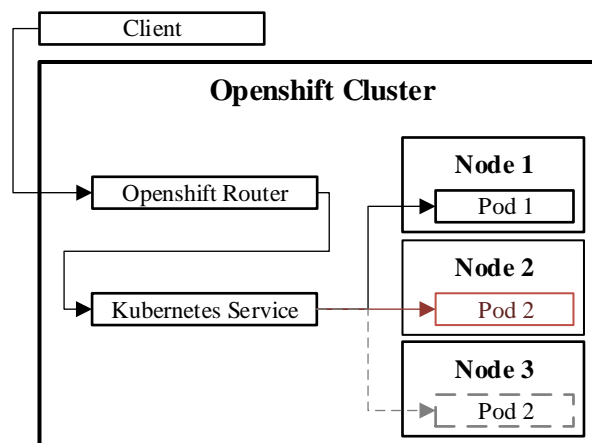 Client
Openshift Cluster
Openshift Router
Kubernetes Service
Node 1
Pod 1
Node 2
Pod 2
Node 3
Pod 2